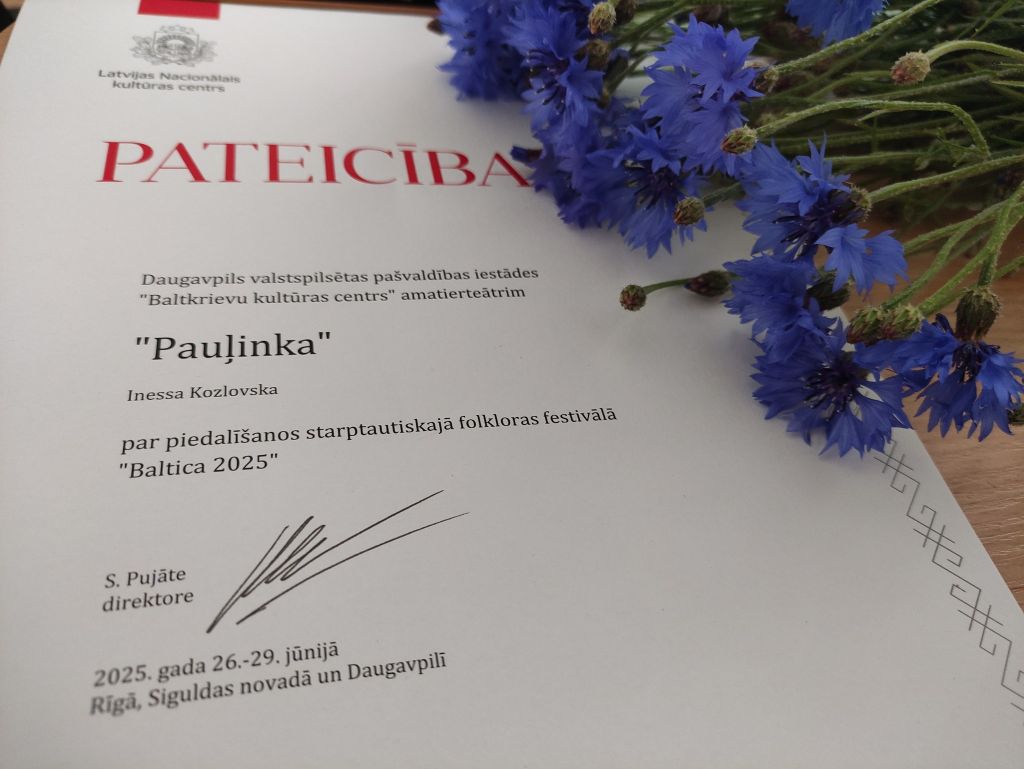 Latvijas Nacionālais
kultūras centrs
PATEICĪBA
Daugavpils valstspilsētas pašvaldības iestādes
"Baltkrievu kultūras centrs" amatierteātrim
"Pauļinka"
Inessa Kozlovska
par piedalīšanos starptautiskajā folkloras festivālā
"Baltica 2025"
S. Pujāte
direktore
2025. gada 26.-29. jūnijā
Rīgā, Siguldas novadā un Daugavpilī